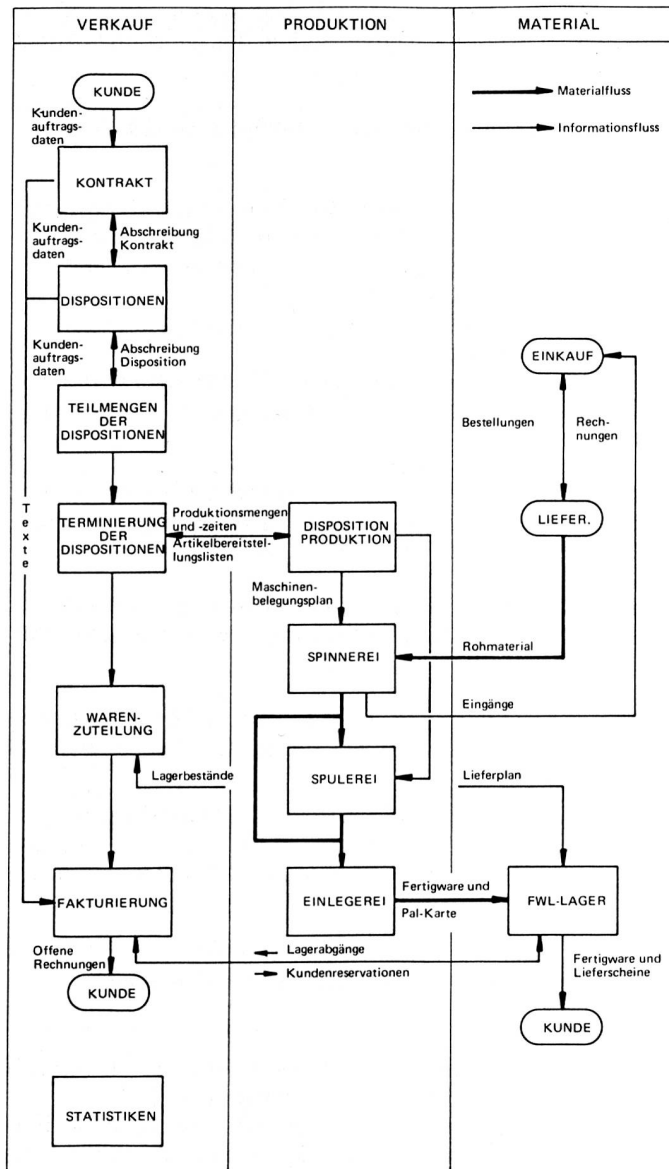 VERKAUF
PRODUKTION
MATERIAL
KUNDE
Kunden-
auftrags-
daten
KONTRAKT
Kunden-
auftrags-
daten
Abschreibung
Kontrakt
DISPOSITIONEN
Kunden-
auftrags-
daten
Abschreibung
Disposition
TEILMENGEN
DER
DISPOSITIONEN
Texte
TERMINIERUNG
DER
DISPOSITIONEN
Produktionsmengen
und -zeiten
Artikelbereitstel-
lungslisten
WAREN-
ZUTEILUNG
Lagerbestände
FAKTURIERUNG
Offene
Rechnungen
KUNDE
STATISTIKEN
DISPOSITION
PRODUKTION
Maschinen-
belegungsplan
SPINNEREI
SPULEREI
EINLEGEREI
Fertigware und
Pal-Karte
Lagerabgänge
Kundenreservationen
Materialfluss
Informationsfluss
EINKAUF
Bestellungen
Rech-
nungen
LIEFER.
Rohmaterial
Eingänge
Lieferplan
FWL-LAGER
Fertigware und
Lieferscheine
KUNDE